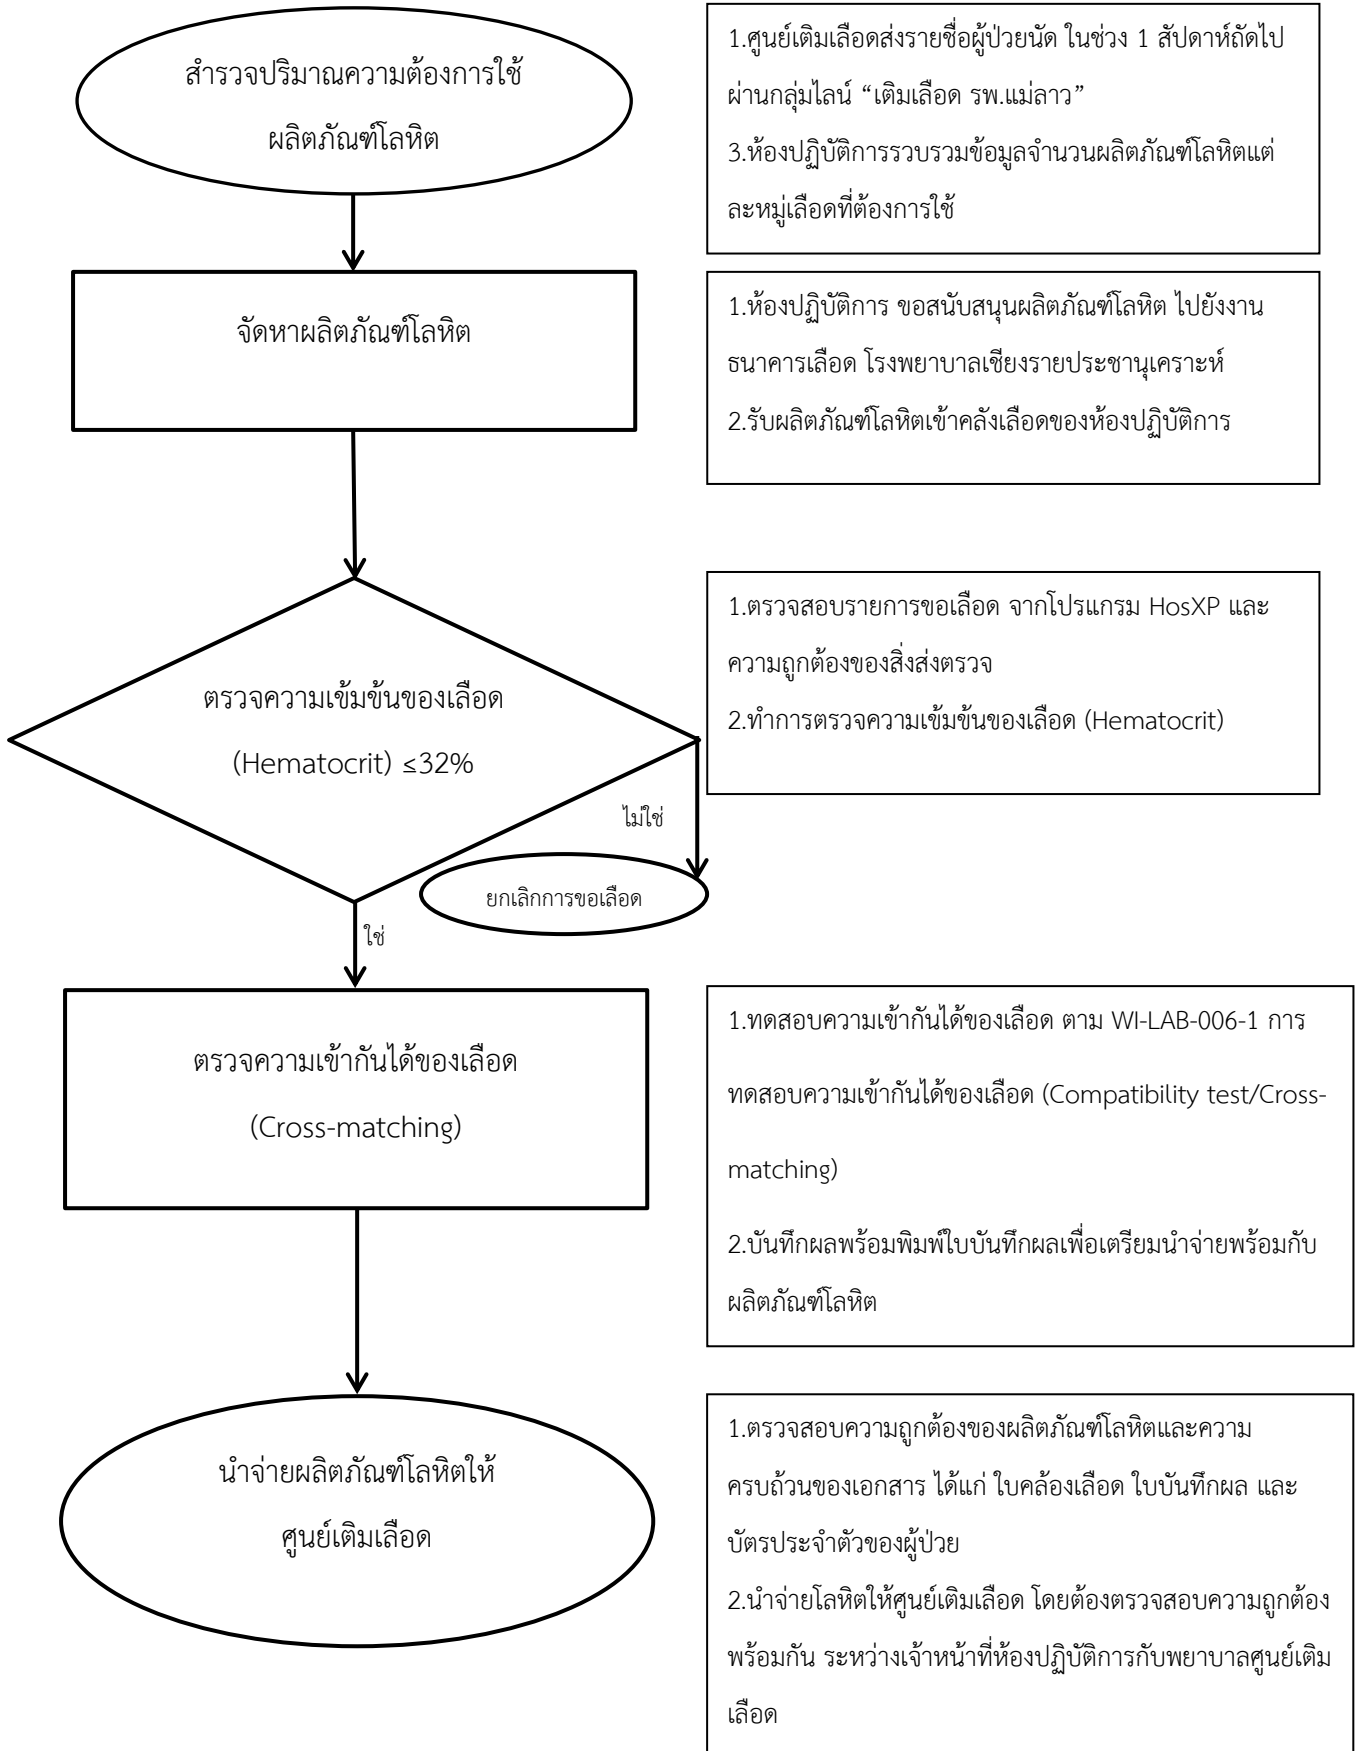 สำรวจปริมาณความต้องการใช้
ผลิตภัณฑ์โลหิต
1.ศูนย์เติมเลือดส่งรายชื่อผู้ป่วยนัด ในช่วง 1 สัปดาห์ถัดไป
ผ่านกลุ่มไลน์ “เติมเลือด รพ.แม่ลาว”
3.ห้องปฏิบัติการรวบรวมข้อมูลจำนวนผลิตภัณฑ์โลหิตแต่
ละหมู่เลือดที่ต้องการใช้
จัดหาผลิตภัณฑ์โลหิต
1.ห้องปฏิบัติการ ขอสนับสนุนผลิตภัณฑ์โลหิต ไปยังงาน
ธนาคารเลือด โรงพยาบาลเชียงรายประชานุเคราะห์
2.รับผลิตภัณฑ์โลหิตเข้าคลังเลือดของห้องปฏิบัติการ
ตรวจความเข้มข้นของเลือด
(Hematocrit) ≤32%
1.ตรวจสอบรายการขอเลือด จากโปรแกรม HosXP และ
ความถูกต้องของสิ่งส่งตรวจ
2.ทำการตรวจความเข้มข้นของเลือด (Hematocrit)
ไม่ใช่
ยกเลิกการขอเลือด
ใช่
ตรวจความเข้ากันได้ของเลือด
(Cross-matching)
1.ทดสอบความเข้ากันได้ของเลือด ตาม WI-LAB-006-1 การ
ทดสอบความเข้ากันได้ของเลือด (Compatibility test/Cross-
matching)
2.บันทึกผลพร้อมพิมพ์ใบบันทึกผลเพื่อเตรียมนำจ่ายพร้อมกับ
ผลิตภัณฑ์โลหิต
นำจ่ายผลิตภัณฑ์โลหิตให้
ศูนย์เติมเลือด
1.ตรวจสอบความถูกต้องของผลิตภัณฑ์โลหิตและความ
ครบถ้วนของเอกสาร ได้แก่ ใบคล้องเลือด ใบบันทึกผล และ
บัตรประจำตัวของผู้ป่วย
2.นำจ่ายโลหิตให้ศูนย์เติมเลือด โดยต้องตรวจสอบความถูกต้อง
พร้อมกัน ระหว่างเจ้าหน้าที่ห้องปฏิบัติการกับพยาบาลศูนย์เติม
เลือด